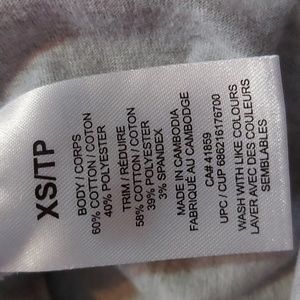 XS/TP
BODY / CORPS
60% COTTON / COTON
40% POLYESTER
TRIM / RÉDUIRE
58% COTTON / COTON
39% POLYESTER
3% SPANDEX
MADE IN CAMBODIA
FABRIQUÉ AU CAMBODGE
CA# 41859
UPC / CUP 686216176700
WASH WITH LIKE COLOURS
LAVER AVEC DES COULEURS
SEMBLABLES